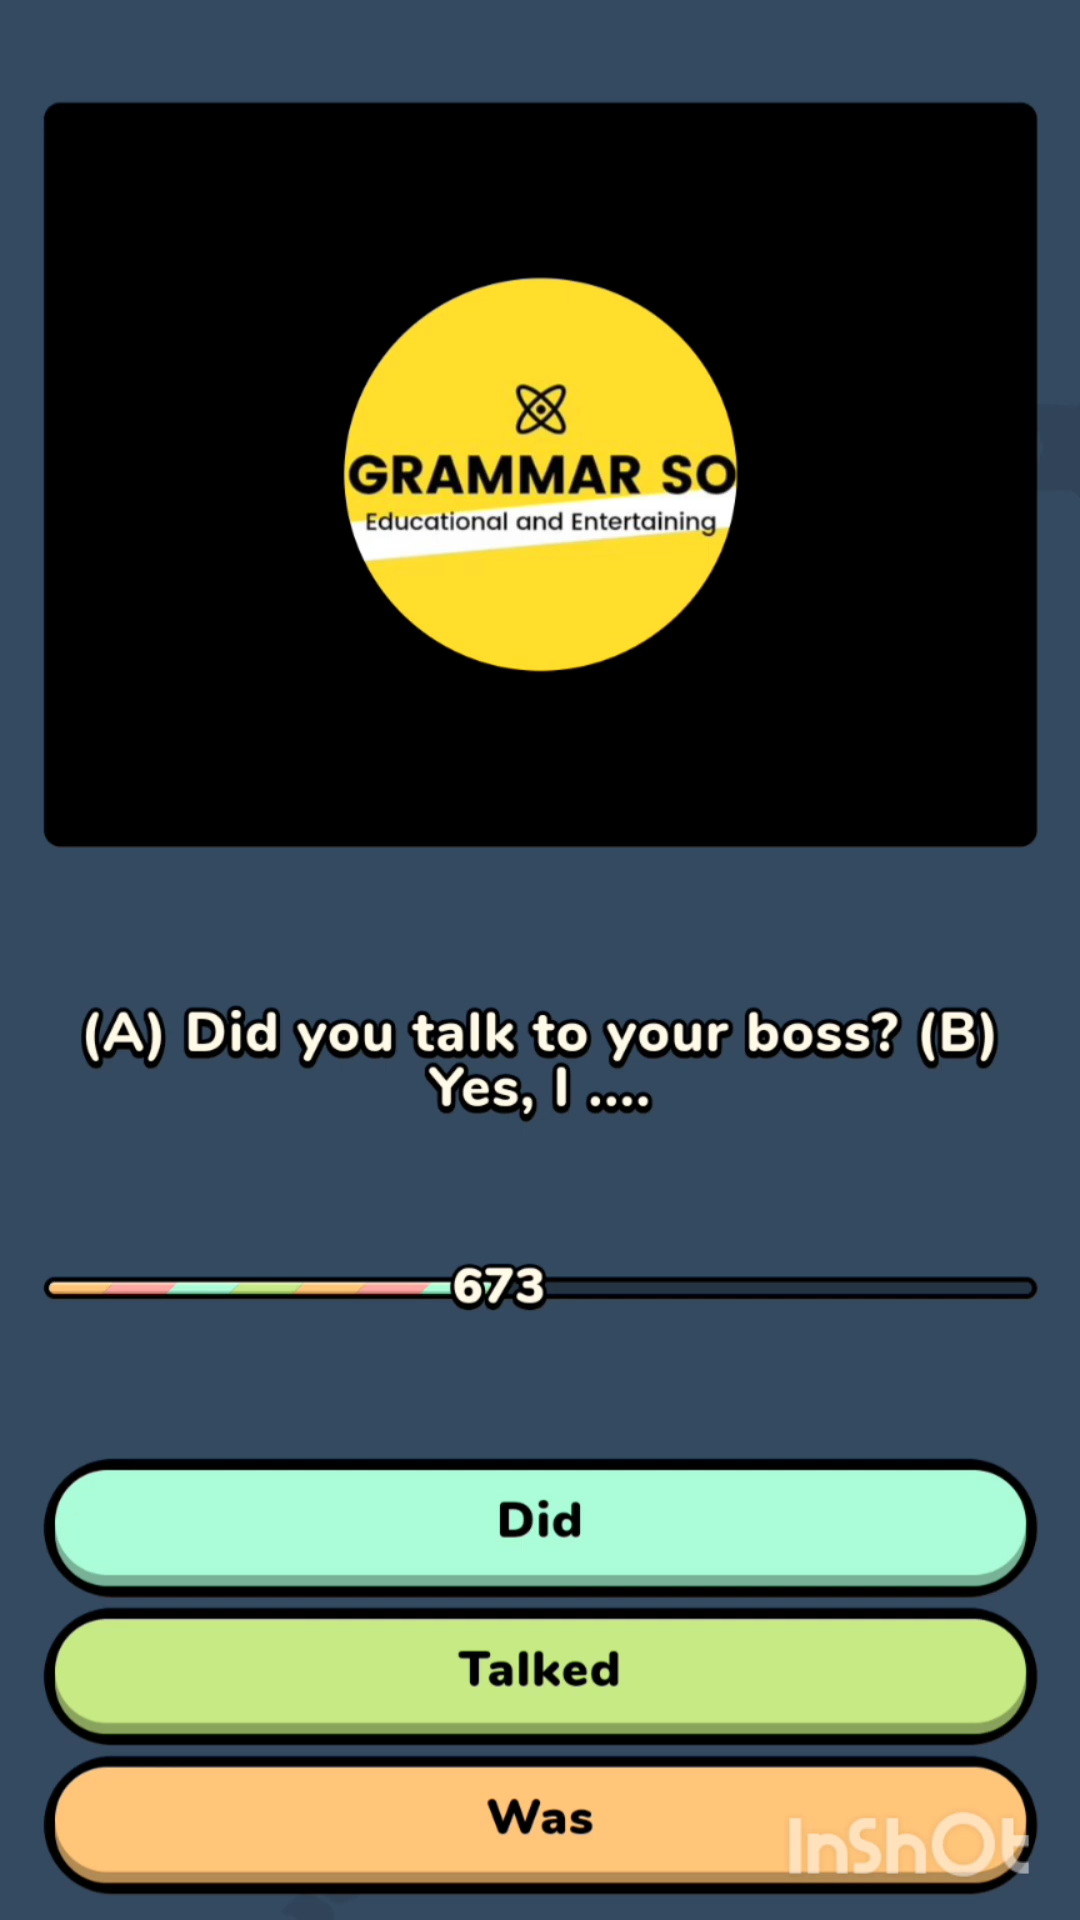 GRAMMAR SO
Educational and Entertaining
(A) Did you talk to your boss? (B)
Yes, I ....
673
Did
Talked
Was
InShOt